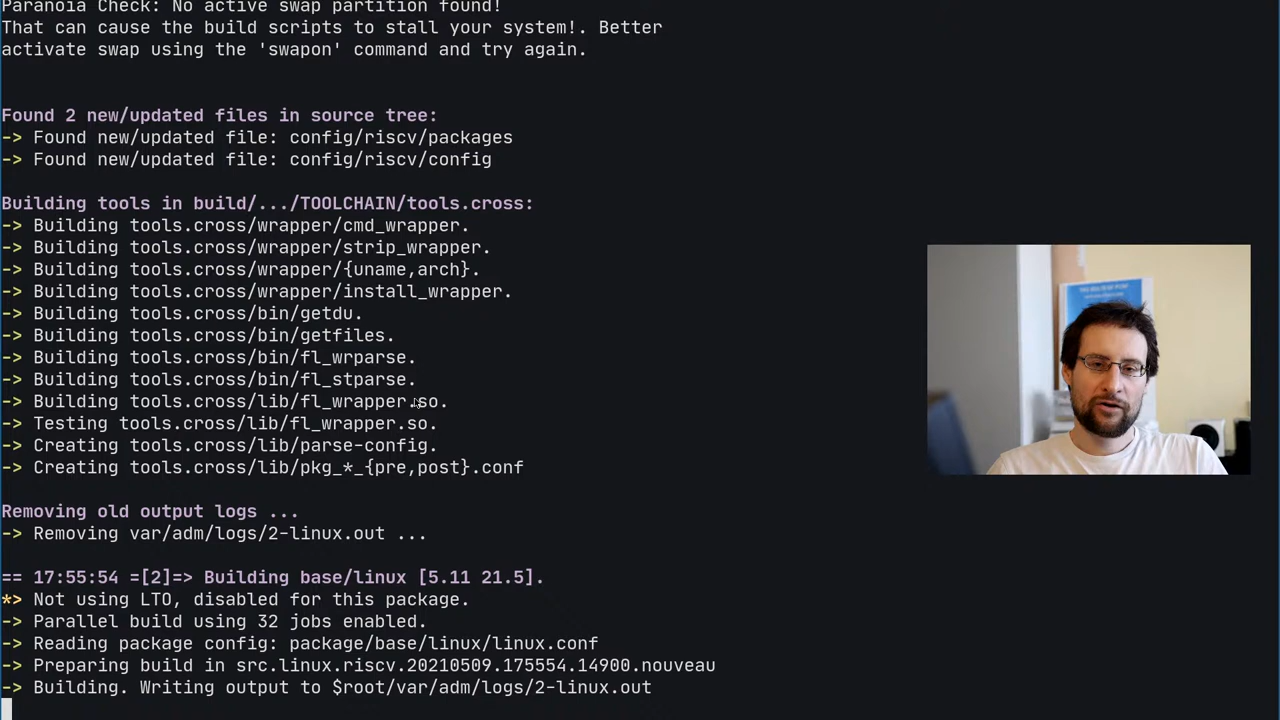 Paranoia Check: No active swap partition found!
That can cause the build scripts to stall your system!. Better
activate swap using the 'swapon' command and try again.
Found 2 new/updated files in source tree:
-> Found new/updated file: config/riscv/packages
-> Found new/updated file: config/riscv/config
Building tools in build/.../TOOLCHAIN/tools.cross:
-> Building tools.cross/wrapper/cmd_wrapper.
-> Building tools.cross/wrapper/strip_wrapper.
-> Building tools.cross/wrapper/{uname,arch}.
-> Building tools.cross/wrapper/install_wrapper.
-> Building tools.cross/bin/getdu.
-> Building tools.cross/bin/getfiles.
-> Building tools.cross/bin/fl_wrparse.
-> Building tools.cross/bin/fl_stparse.
-> Building tools.cross/lib/fl_wrapper.so.
-> Testing tools.cross/lib/fl_wrapper.so.
-> Creating tools.cross/lib/parse-config.
-> Creating tools.cross/lib/pkg_*_{pre,post}.conf
Removing old output logs ...
-> Removing var/adm/logs/2-linux.out ...
== 17:55:54 =[2]=> Building base/linux [5.11 21.5].
*> Not using LTO, disabled for this package.
-> Parallel build using 32 jobs enabled.
-> Reading package config: package/base/linux/linux.conf
-> Preparing build in src.linux.riscv.20210509.175554.14900.nouveau
-> Building. Writing output to $root/var/adm/logs/2-linux.out